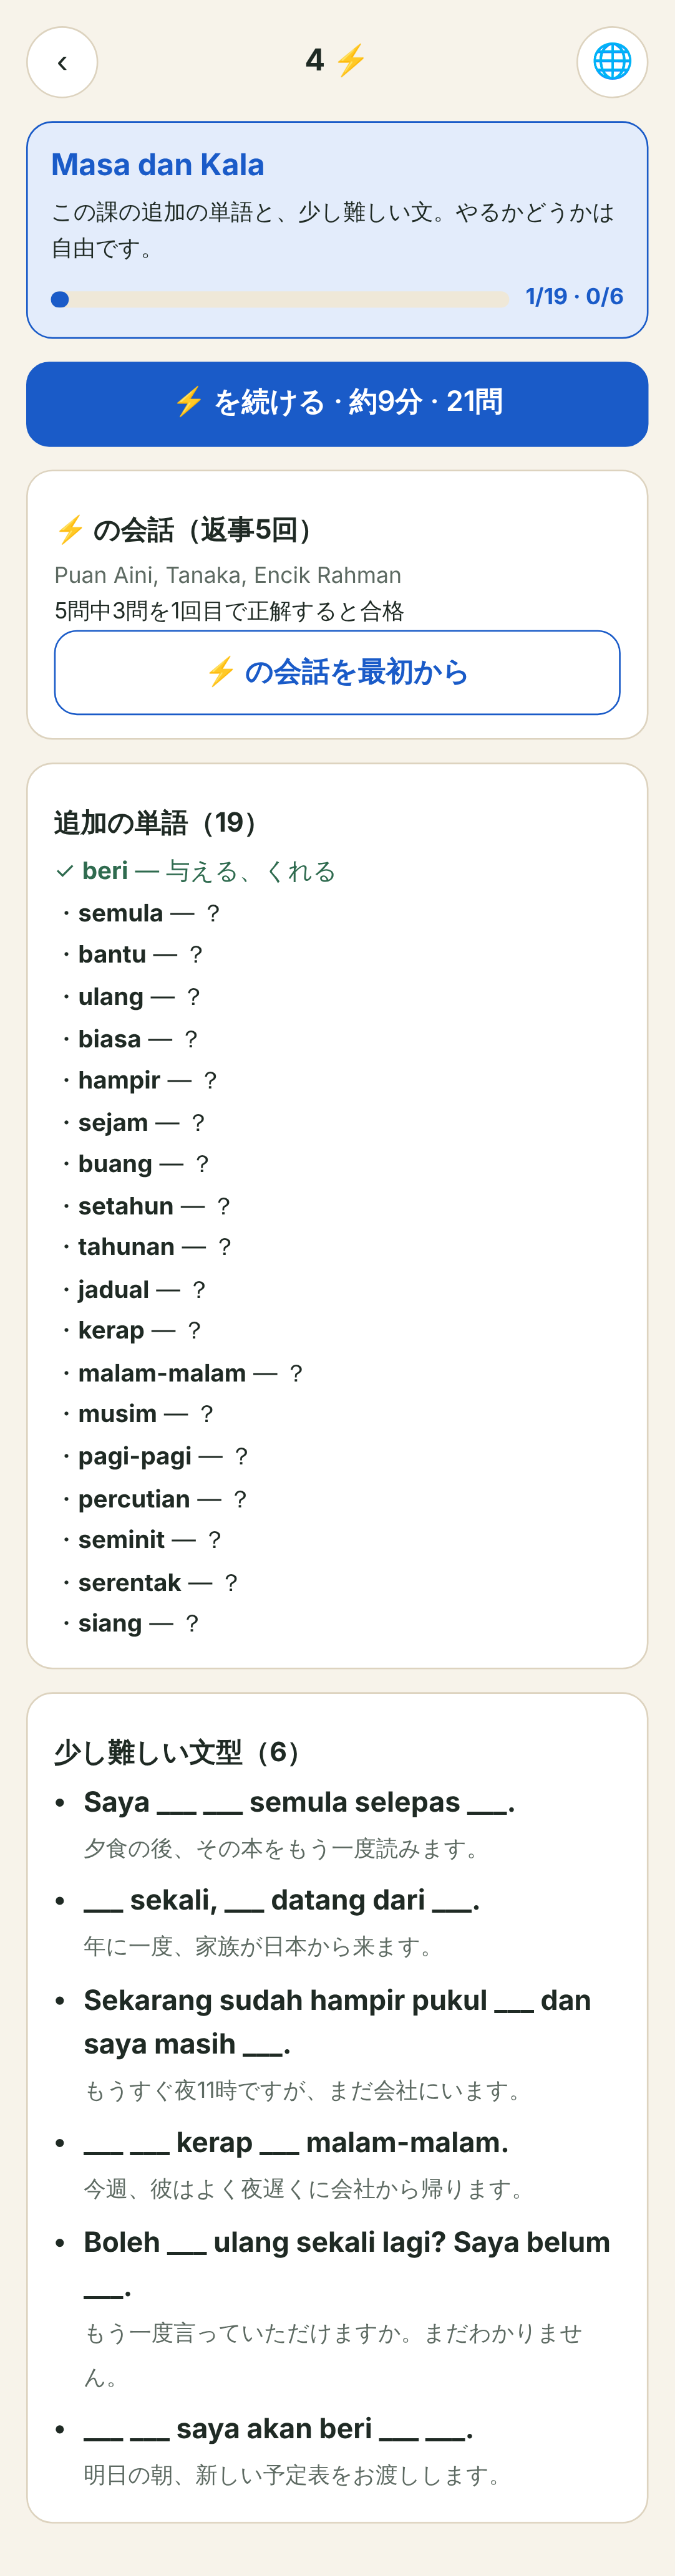 ‹
4 ⚡
🌐
Masa dan Kala
この課の追加の単語と、少し難しい文。やるかどうかは
自由です。
1/19 · 0/6
⚡ を続ける · 約9分 · 21問
⚡ の会話（返事5回）
Puan Aini, Tanaka, Encik Rahman
5問中3問を1回目で正解すると合格
⚡ の会話を最初から
追加の単語（19）
✓ beri — 与える、くれる
· semula — ？
· bantu — ？
· ulang — ？
· biasa — ？
· hampir — ？
· sejam — ？
· buang — ？
· setahun — ？
· tahunan — ？
· jadual — ？
· kerap — ？
· malam-malam — ？
· musim — ？
· pagi-pagi — ？
· percutian — ？
· seminit — ？
· serentak — ？
· siang — ？
少し難しい文型（6）
• Saya ___ ___ semula selepas ___.
夕食の後、その本をもう一度読みます。
• ___ sekali, ___ datang dari ___.
年に一度、家族が日本から来ます。
• Sekarang sudah hampir pukul ___ dan
saya masih ___.
もうすぐ夜11時ですが、まだ会社にいます。
• ___ ___ kerap ___ malam-malam.
今週、彼はよく夜遅くに会社から帰ります。
• Boleh ___ ulang sekali lagi? Saya belum
___.
もう一度言っていただけますか。まだわかりませ
ん。
• ___ ___ saya akan beri ___ ___.
明日の朝、新しい予定表をお渡しします。